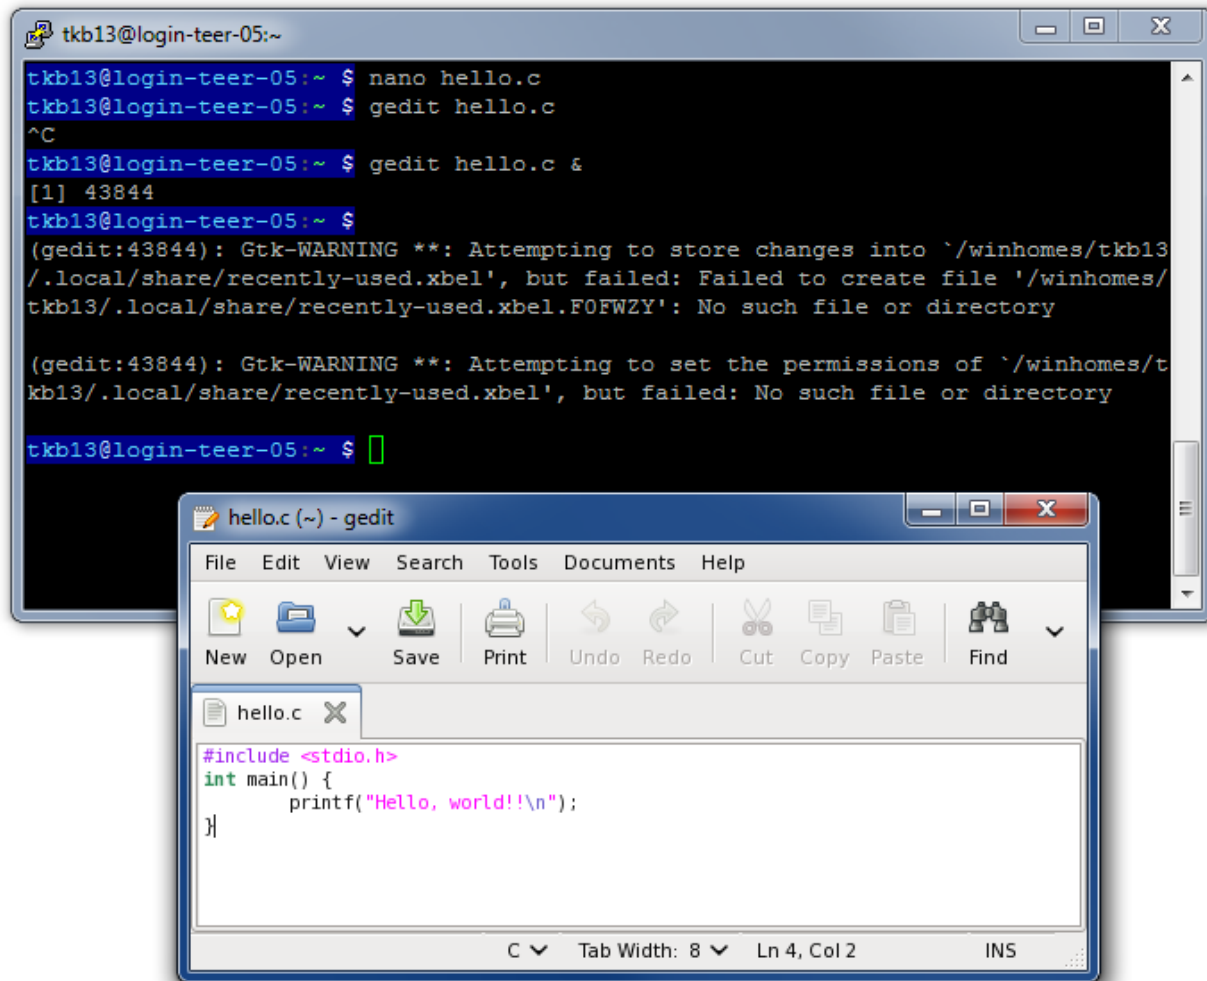 tkb13@login-teer-05:~
tkb13@login-teer-05:~ $ nano hello.c
tkb13@login-teer-05:~ $ gedit hello.c
^C
tkb13@login-teer-05:~ $ gedit hello.c &
[1] 43844
tkb13@login-teer-05:~ $
(gedit:43844): Gtk-WARNING **: Attempting to store changes into `/winhomes/tkb13
/.local/share/recently-used.xbel', but failed: Failed to create file '/winhomes/
tkb13/.local/share/recently-used.xbel.F0FWZY': No such file or directory
(gedit:43844): Gtk-WARNING **: Attempting to set the permissions of `/winhomes/t
kb13/.local/share/recently-used.xbel', but failed: No such file or directory
tkb13@login-teer-05:~ $
hello.c (~) - gedit
File Edit View Search Tools Documents Help
New Open Save Print Undo Redo Cut Copy Paste Find
hello.c
#include <stdio.h>
int main() {
        printf("Hello, world!!\n");
}
C Tab Width: 8 Ln 4, Col 2 INS